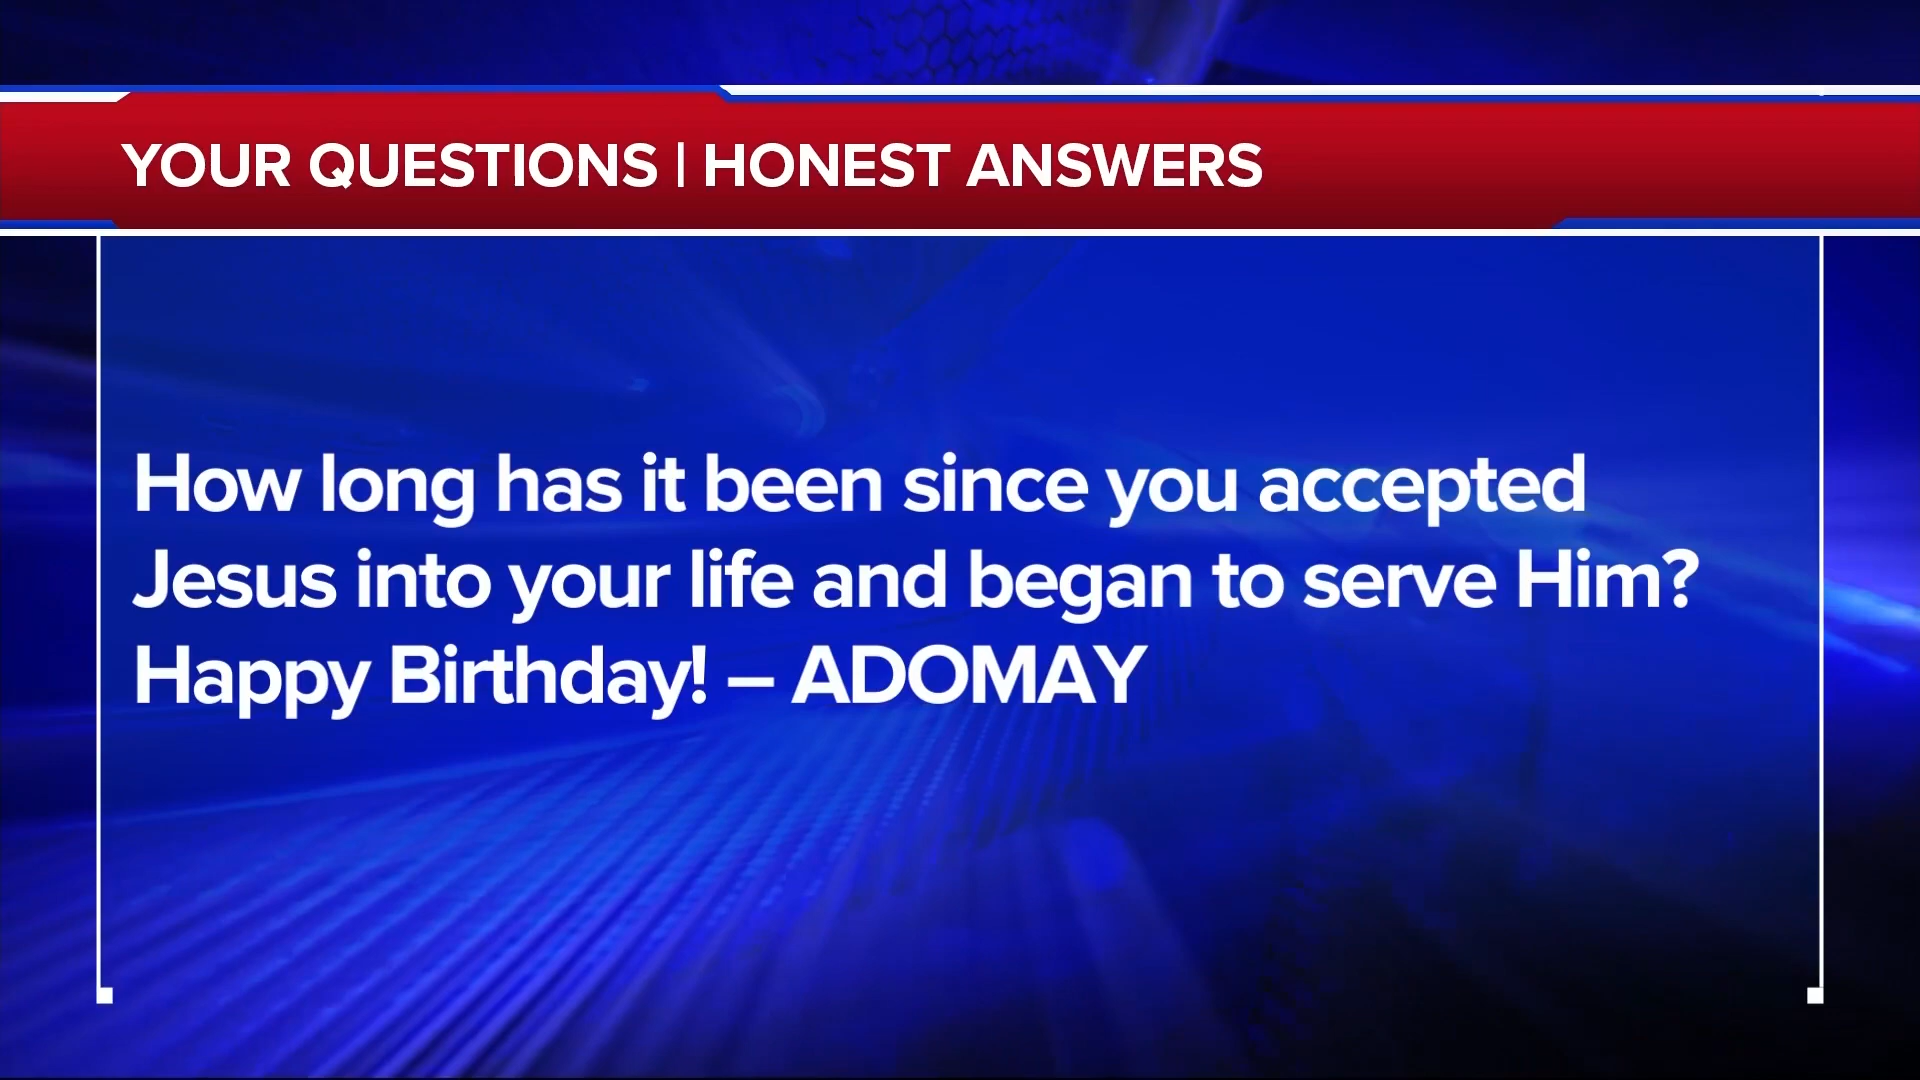 YOUR QUESTIONS | HONEST ANSWERS
How long has it been since you accepted
Jesus into your life and began to serve Him?
Happy Birthday! – ADOMAY